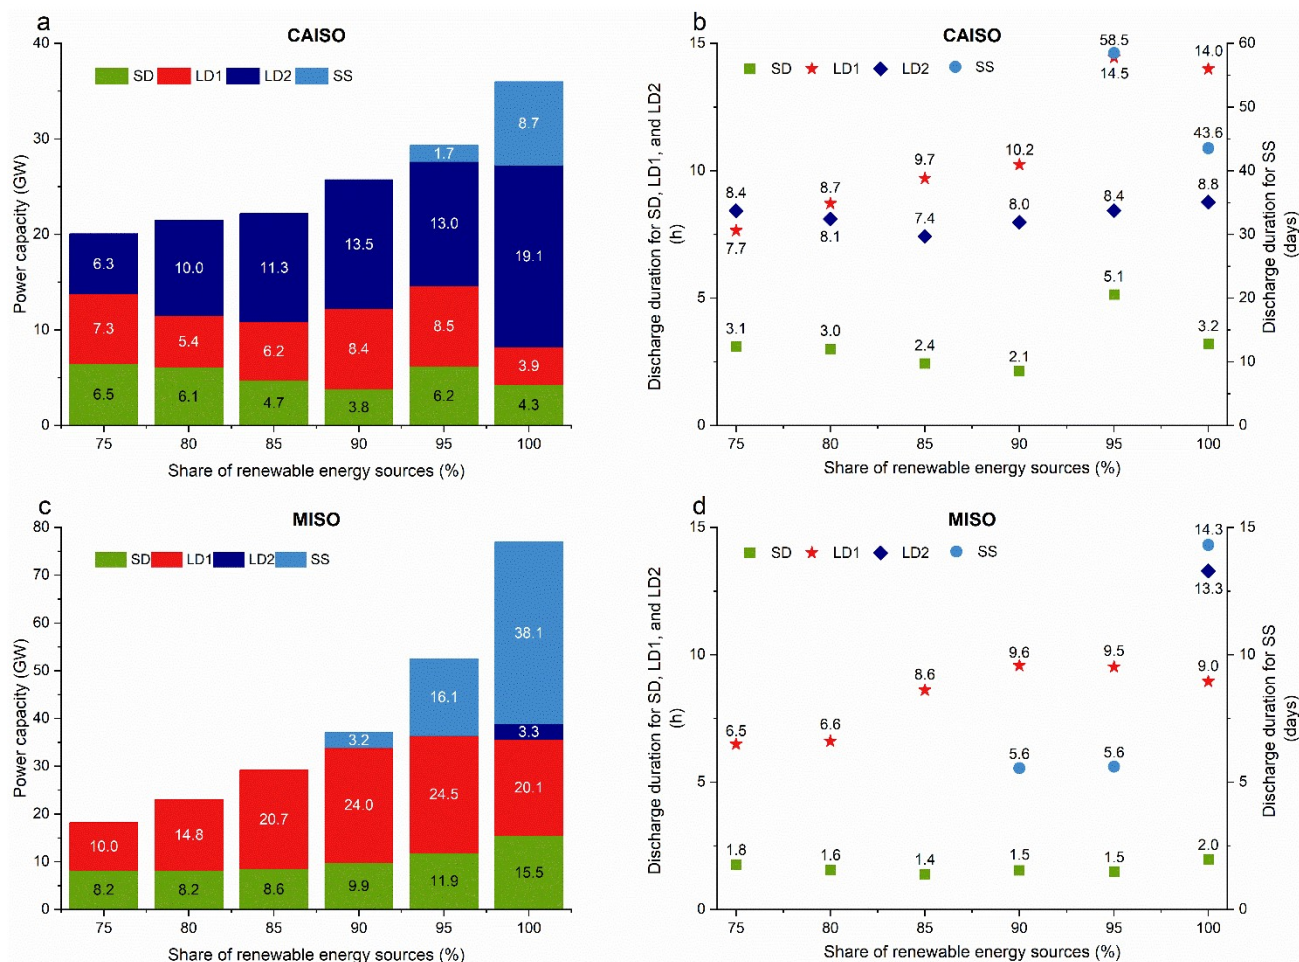 a
CAISO
SD LD1 LD2 SS
Power capacity (GW)
40
30
20
10
0
8.7
1.7
6.3 10.0 11.3 13.5 13.0 19.1
7.3 5.4 6.2 8.4 8.5 3.9
6.5 6.1 4.7 3.8 6.2 4.3
75 80 85 90 95 100
Share of renewable energy sources (%)
b
CAISO
SD LD1 LD2 SS
Discharge duration for SD, LD1, and LD2
(h)
15
10
5
0
58.5 14.0
14.5
43.6
8.4 8.7 9.7 10.2
7.7 8.1 7.4 8.0 8.4 8.8
5.1
3.1 3.0 2.4 2.1 3.2
60
50
40
30
20
10
0
Discharge duration for SS
(days)
75 80 85 90 95 100
Share of renewable energy sources (%)
c
MISO
SD LD1 LD2 SS
Power capacity (GW)
80
70
60
50
40
30
20
10
0
38.1
16.1
3.2 3.3
10.0 14.8 20.7 24.0 24.5 20.1
8.2 8.2 8.6 9.9 11.9 15.5
75 80 85 90 95 100
Share of renewable energy sources (%)
d
MISO
SD LD1 LD2 SS
Discharge duration for SD, LD1, and LD2
(h)
15
10
5
0
14.3
13.3
6.5 6.6 8.6 9.6 9.5 9.0
5.6 5.6
1.8 1.6 1.4 1.5 1.5 2.0
15
10
5
0
Discharge duration for SS
(days)
75 80 85 90 95 100
Share of renewable energy sources (%)